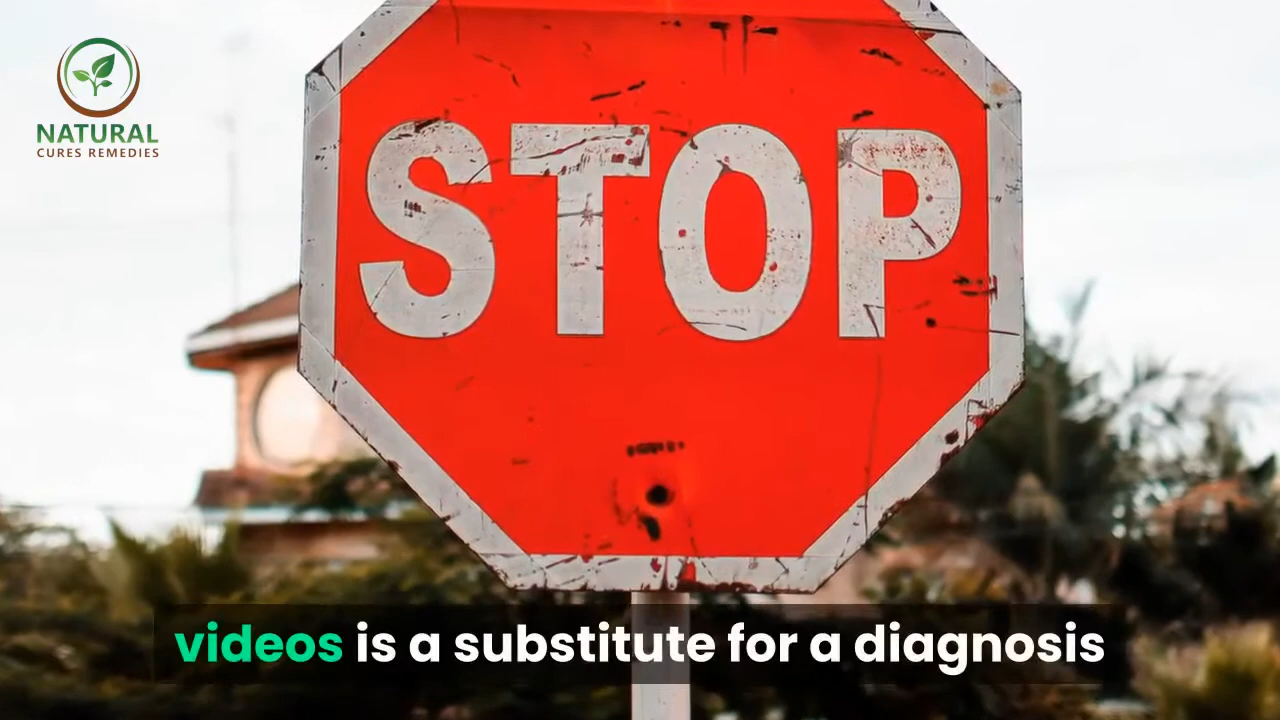 NATURAL
CURES REMEDIES
STOP
videos is a substitute for a diagnosis